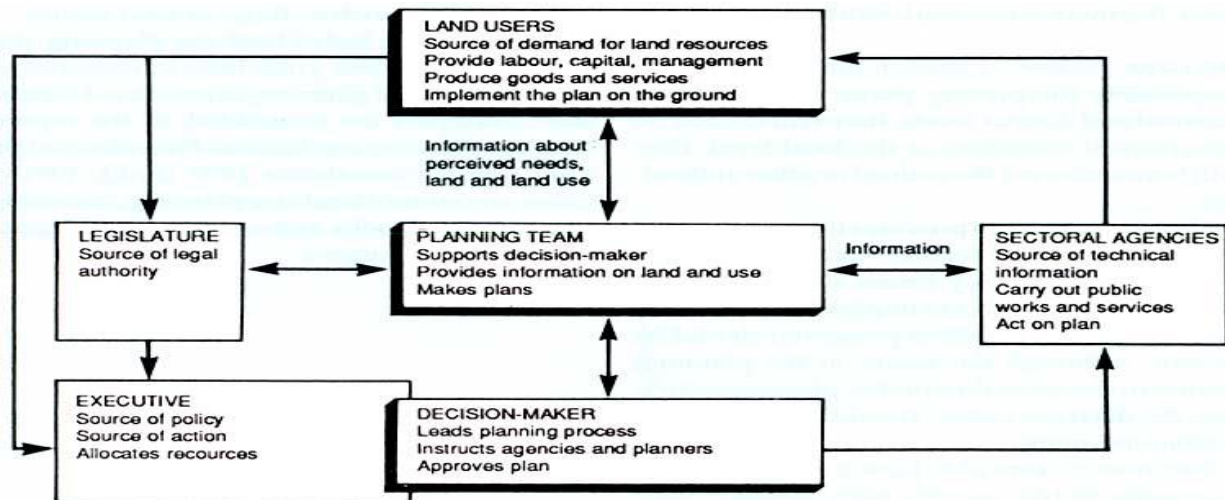 LAND USERS
Source of demand for land resources
Provide labour, capital, management
Produce goods and services
Implement the plan on the ground
Information about
perceived needs,
land and land use
LEGISLATURE
Source of legal
authority
PLANNING TEAM
Supports decision-maker
Provides information on land and use
Makes plans
Information
SECTORAL AGENCIES
Source of technical
information
Carry out public
works and services
Act on plan
EXECUTIVE
Source of policy
Source of action
Allocates recources
DECISION-MAKER
Leads planning process
Instructs agencies and planners
Approves plan